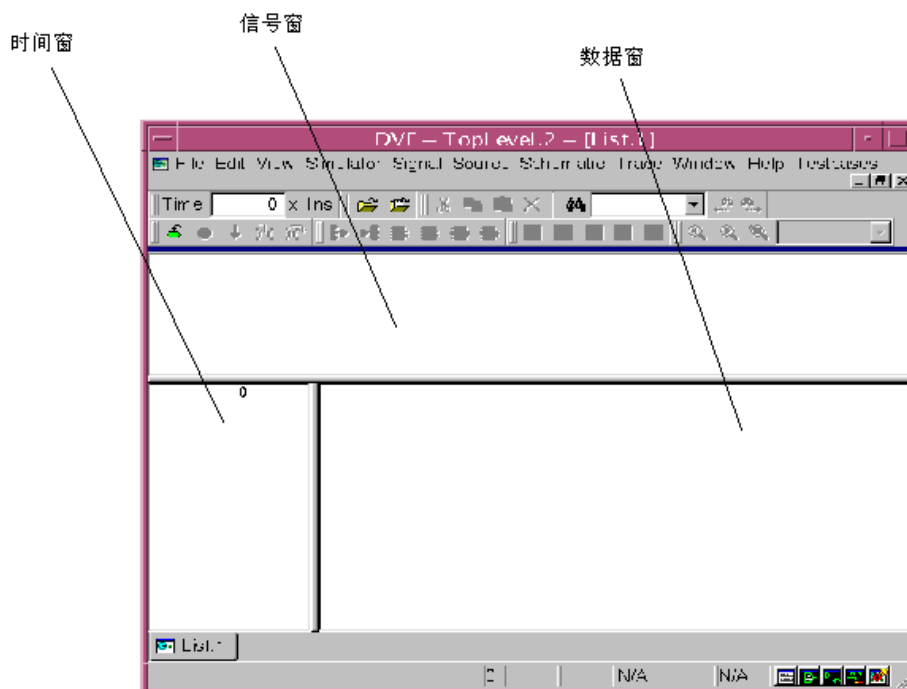 信号窗
时间窗
数据窗
DVE – TopLevel.2 – [List.1]
File Edit View Simulator Signal Source Schematic Trace Window Help Testcases
Time 0 x 1ns
0
List.1
N/A N/A